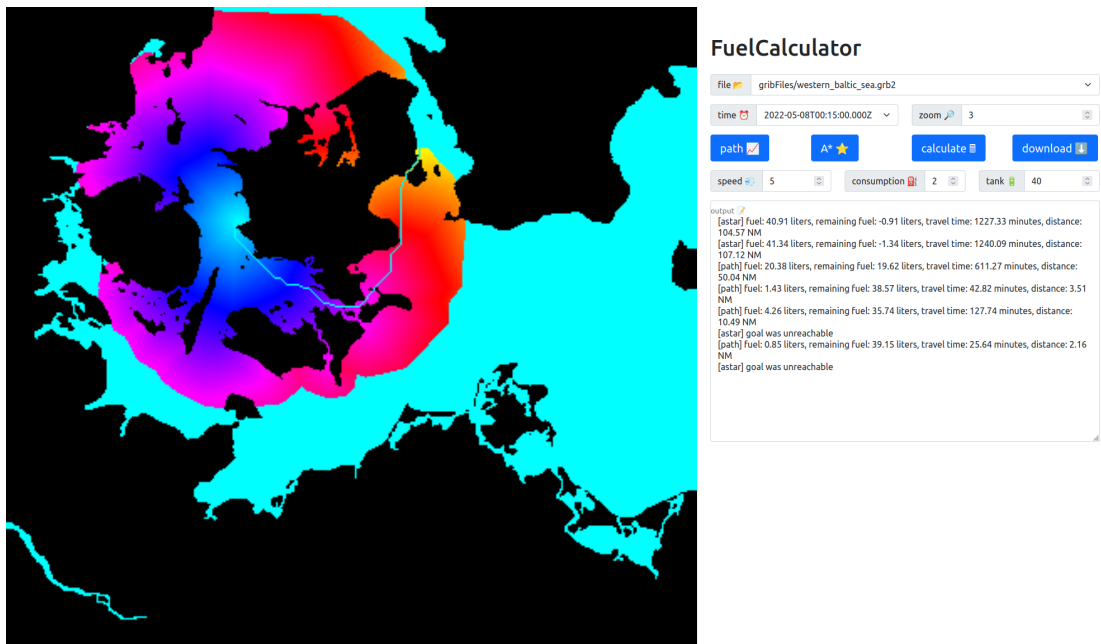 FuelCalculator
file 📂 gribFiles/western_baltic_sea.grb2
time ⏰ 2022-05-08T00:15:00.000Z zoom 🔎 3
path 📈 A* ⭐ calculate 🖩 download ⬇️
speed 💨 5 consumption ⛽ 2 tank 🔋 40
output 📝
[astar] fuel: 40.91 liters, remaining fuel: -0.91 liters, travel time: 1227.33 minutes, distance:
104.57 NM
[astar] fuel: 41.34 liters, remaining fuel: -1.34 liters, travel time: 1240.09 minutes, distance:
107.12 NM
[path] fuel: 20.38 liters, remaining fuel: 19.62 liters, travel time: 611.27 minutes, distance:
50.04 NM
[path] fuel: 1.43 liters, remaining fuel: 38.57 liters, travel time: 42.82 minutes, distance: 3.51
NM
[path] fuel: 4.26 liters, remaining fuel: 35.74 liters, travel time: 127.74 minutes, distance:
10.49 NM
[astar] goal was unreachable
[path] fuel: 0.85 liters, remaining fuel: 39.15 liters, travel time: 25.64 minutes, distance: 2.16
NM
[astar] goal was unreachable